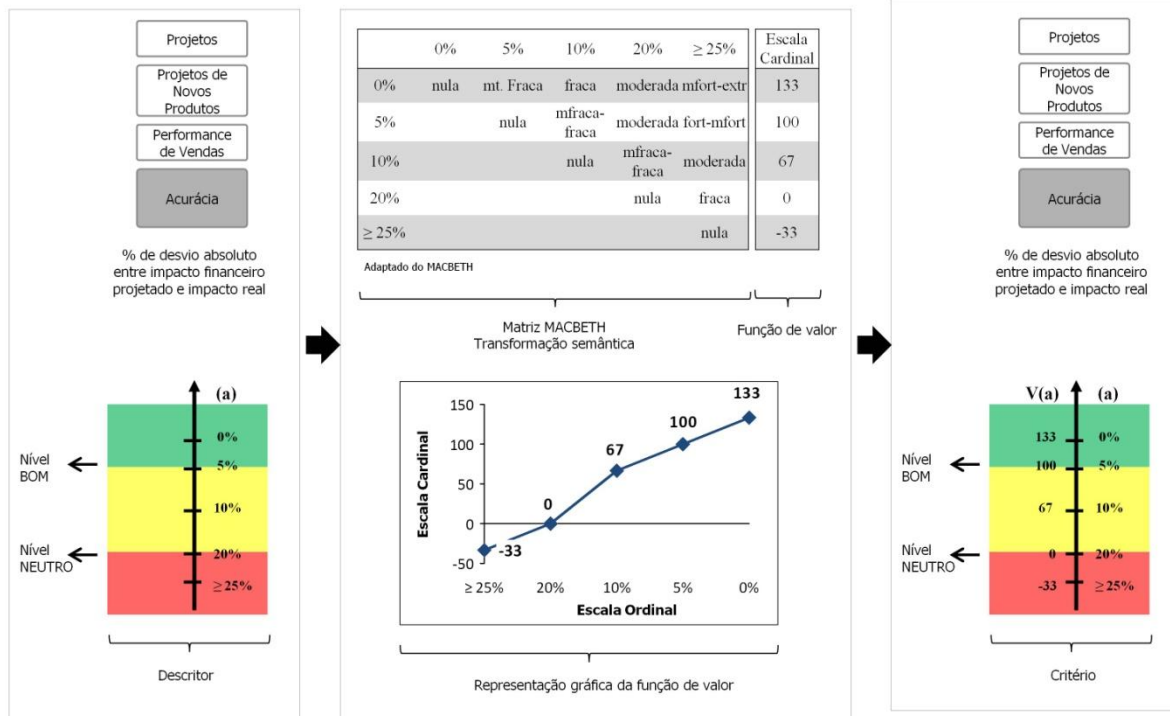 Projetos
Projetos de
Novos
Produtos
Performance
de Vendas
Acurácia
% de desvio absoluto
entre impacto financeiro
projetado e impacto real
(a)
0%
5%
10%
20%
≥ 25%
Nível
BOM
Nível
NEUTRO
Descritor
0% 5% 10% 20% ≥ 25% Escala
Cardinal
0% nula mt. Fraca fraca moderada mfort-extr 133
5% nula mfraca-
fraca moderada fort-mfort 100
10% nula mfraca-
fraca moderada 67
20% nula fraca 0
≥ 25% nula -33
Adaptado do MACBETH
Matriz MACBETH
Transformação semântica
Função de valor
Escala Cardinal
150
100
50
0
-50
-33
0
67
100
133
≥ 25% 20% 10% 5% 0%
Escala Ordinal
Representação gráfica da função de valor
Projetos
Projetos de
Novos
Produtos
Performance
de Vendas
Acurácia
% de desvio absoluto
entre impacto financeiro
projetado e impacto real
V(a) (a)
133 0%
100 5%
67 10%
0 20%
-33 ≥ 25%
Nível
BOM
Nível
NEUTRO
Critério